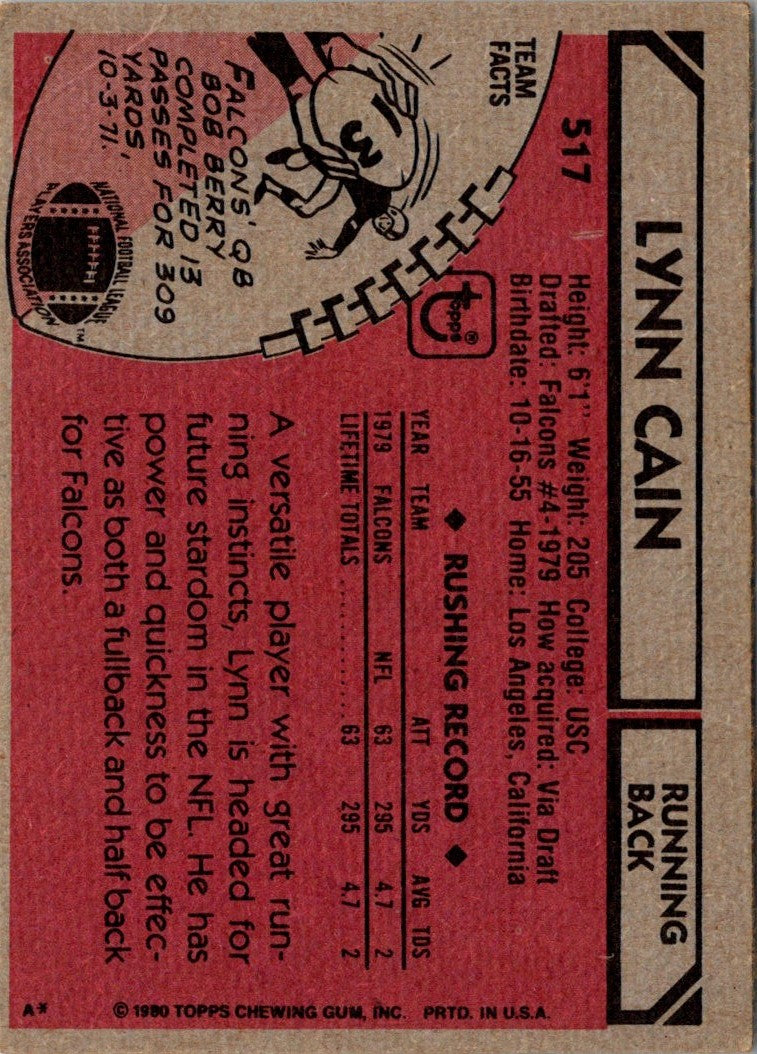 LYNN CAIN
RUNNING
BACK
517
Height: 6'1" Weight: 205 College: USC
Drafted: Falcons #4-1979 How acquired: Via Draft
Birthdate: 10-16-55 Home: Los Angeles, California
TEAM
FACTS
13
FALCONS' QB
BOB BERRY
COMPLETED 13
PASSES FOR 309
YARDS,
10-3-71.
NATIONAL FOOTBALL LEAGUE
PLAYERS ASSOCIATION
TM
Topps®
◆ RUSHING RECORD ◆
YEAR TEAM ATT YDS AVG TDS
1979 FALCONS NFL 63 295 4.7 2
LIFETIME TOTALS 63 295 4.7 2
A versatile player with great run-
ning instincts, Lynn is headed for
future stardom in the NFL. He has
power and quickness to be effec-
tive as both a fullback and half back
for Falcons.
© 1980 TOPPS CHEWING GUM, INC. PRTD. IN U.S.A.
A*